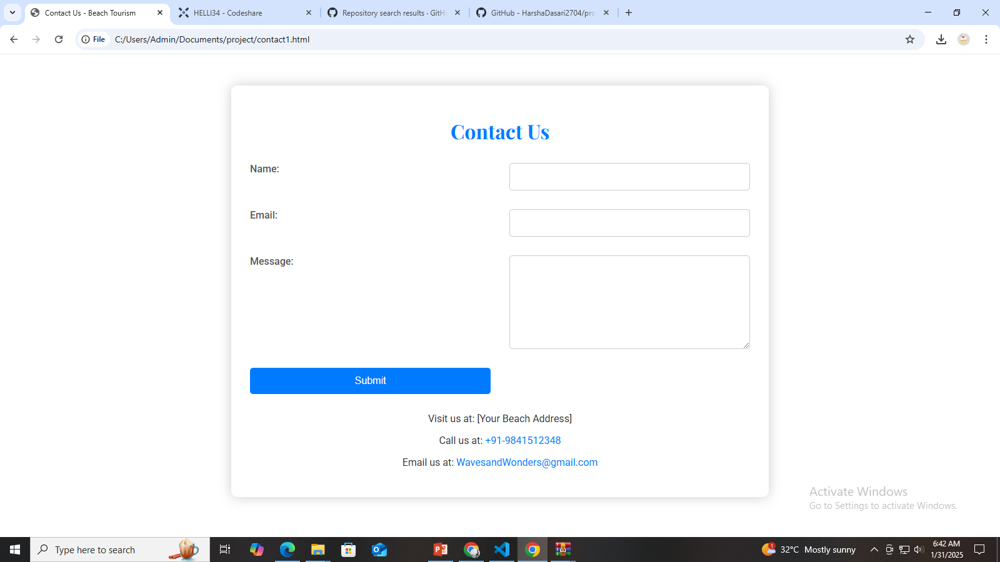 Contact Us - Beach Tourism
HELLI34 - Codeshare
Repository search results · GitHu
GitHub - HarshaDasari2704/pro
File
C:/Users/Admin/Documents/project/contact1.html
Contact Us
Name:
Email:
Message:
Submit
Visit us at: [Your Beach Address]
Call us at: +91-9841512348
Email us at: WavesandWonders@gmail.com
Activate Windows
Go to Settings to activate Windows.
Type here to search
1
32°C Mostly sunny
6:42 AM
1/31/2025